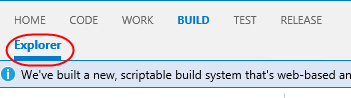 HOME CODE WORK BUILD TEST RELEASE
Explorer
We've built a new, scriptable build system that's web-based an